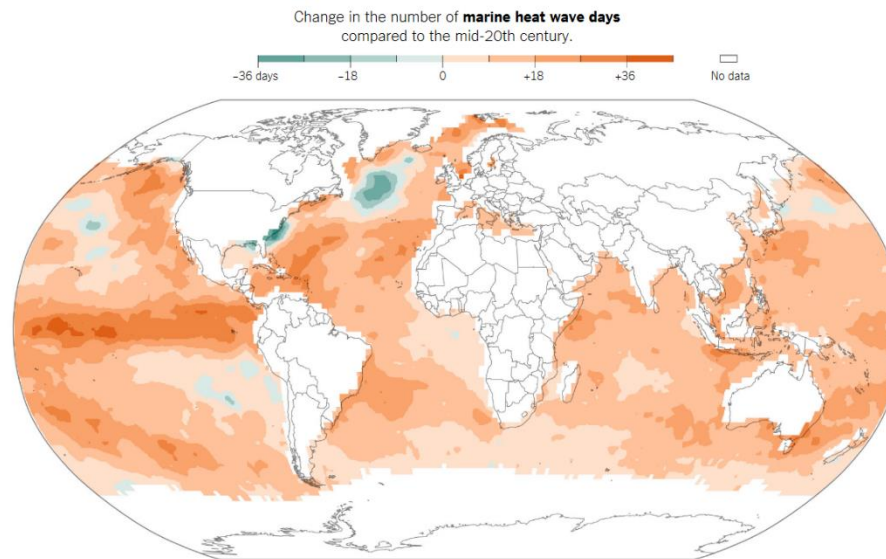 Change in the number of marine heat wave days
compared to the mid-20th century.
–36 days –18 0 +18 +36 No data